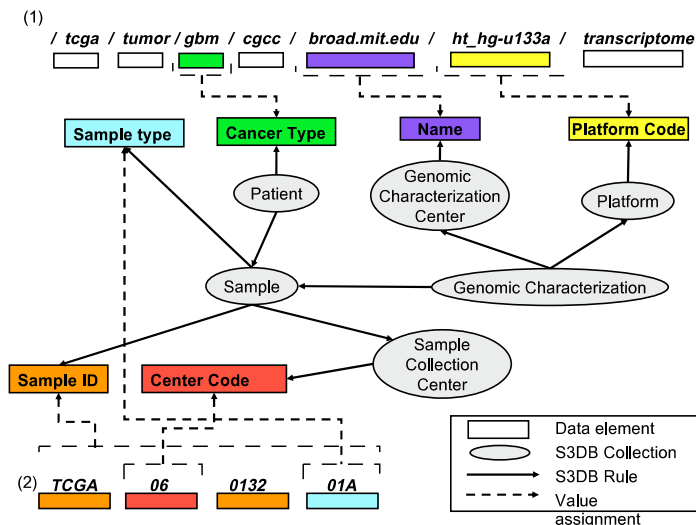 (1)
/ tcga / tumor / gbm / cgcc / broad.mit.edu / ht_hg-u133a / transcriptome
Sample type
Cancer Type
Name
Platform Code
Patient
Genomic
Characterization
Center
Platform
Sample
Genomic Characterization
Sample ID
Center Code
Sample
Collection
Center
Data element
S3DB Collection
S3DB Rule
Value
assignment
(2)
TCGA 06 0132 01A